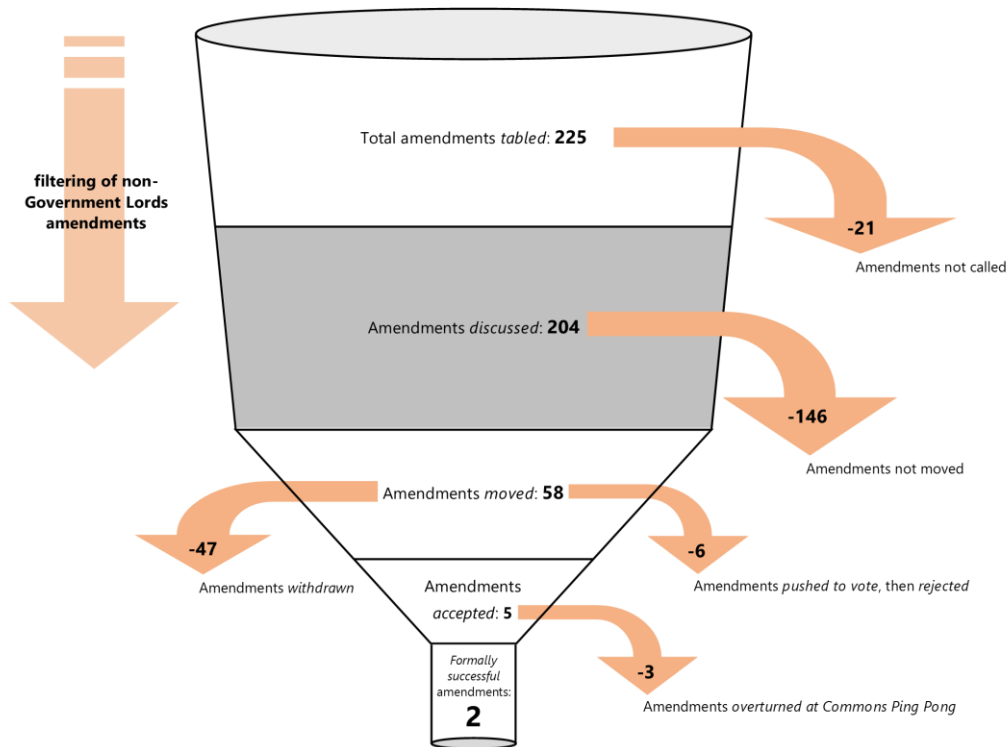 Total amendments tabled: 225
filtering of non-
Government Lords
amendments
-21
Amendments not called
Amendments discussed: 204
-146
Amendments not moved
Amendments moved: 58
-47
-6
Amendments withdrawn
Amendments pushed to vote, then rejected
Amendments
accepted: 5
Formally
successful
amendments:
2
-3
Amendments overturned at Commons Ping Pong